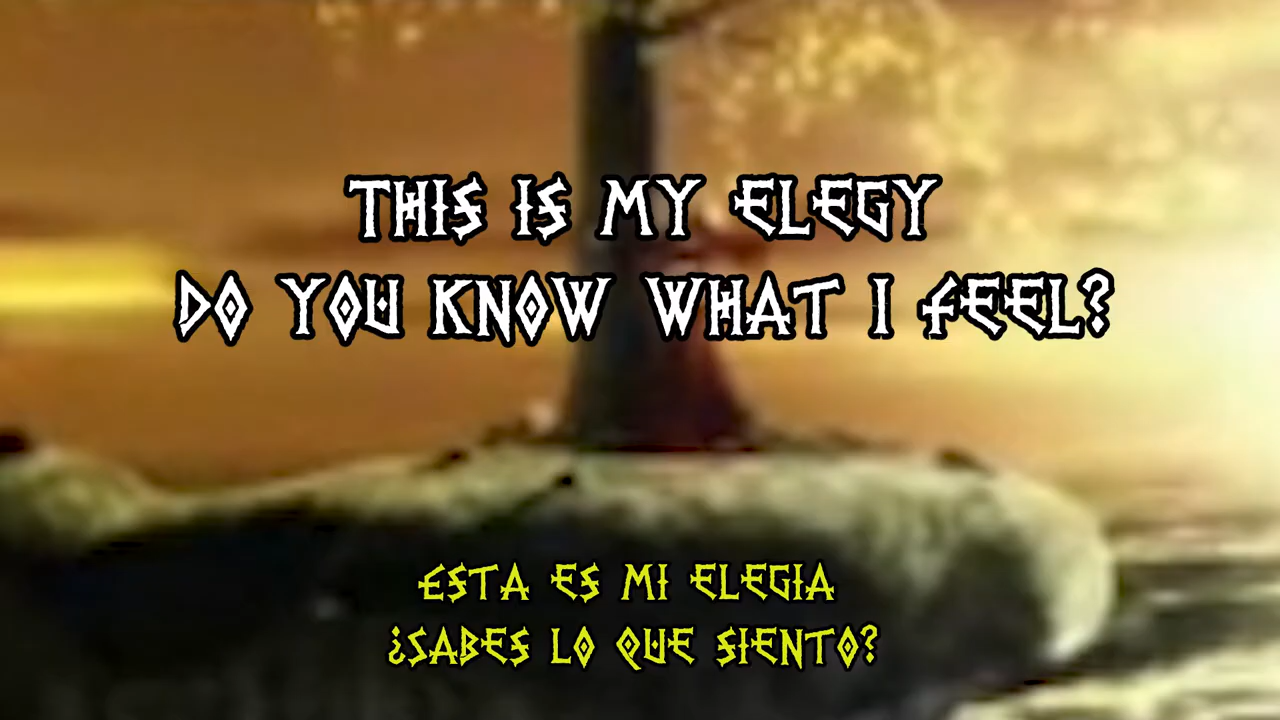 THIS IS MY ELEGY
DO YOU KNOW WHAT I FEEL?
ESTA ES MI ELEGIA
¿SABES LO QUE SIENTO?